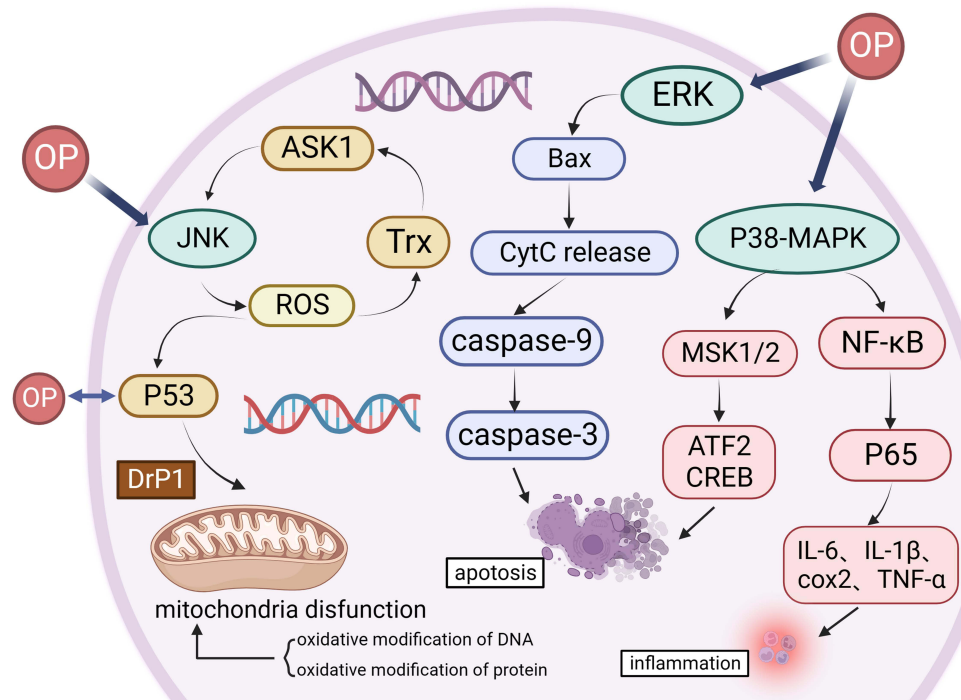 OP
ERK
OP
ASK1
Bax
JNK
Trx
CytC release
P38-MAPK
ROS
caspase-9
MSK1/2
NF-κB
OP
P53
caspase-3
ATF2
CREB
P65
DrP1
IL-6、IL-1β、
cox2、TNF-α
apotosis
mitochondria disfunction
oxidative modification of DNA
oxidative modification of protein
inflammation